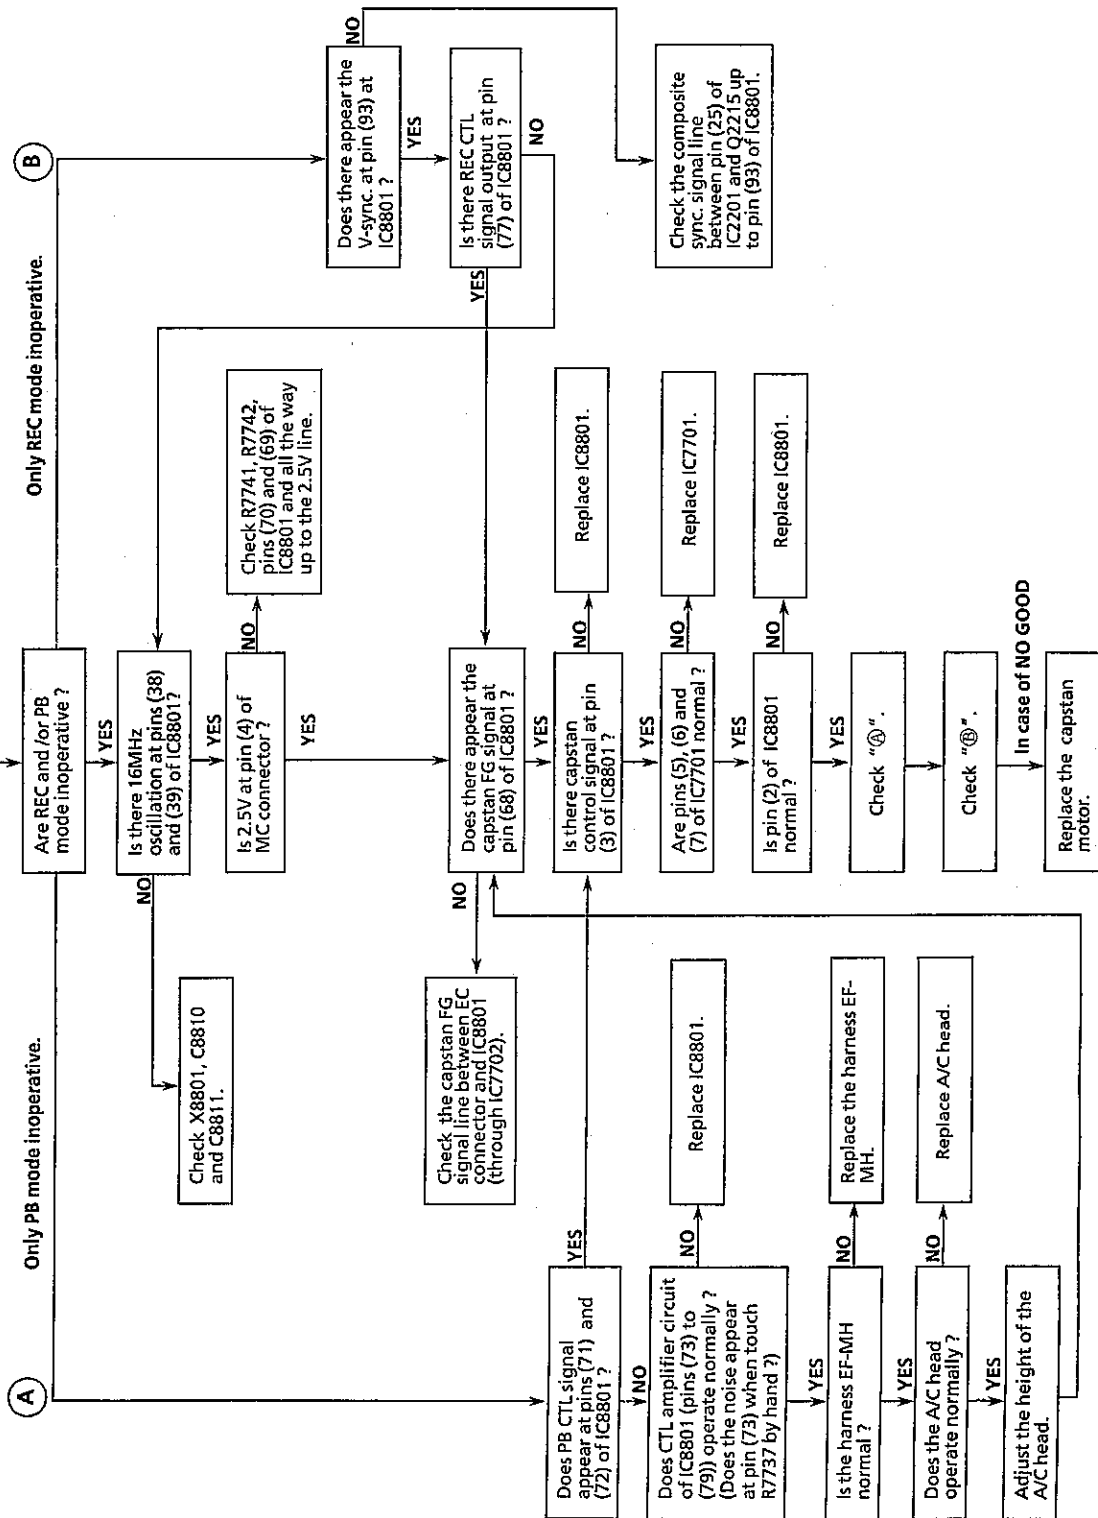 A
Only PB mode inoperative.
Only REC mode inoperative.
B
Are REC and /or PB
mode inoperative ?
YES
Is there 16MHz
oscillation at pins (38)
and (39) of IC8801?
NO
Check X8801, C8810
and C8811.
YES
Is 2.5V at pin (4) of
MC connector ?
NO
Check R7741, R7742,
pins (70) and (69) of
IC8801 and all the way
up to the 2.5V line.
YES
Does there appear the
V-sync. at pin (93) at
IC8801 ?
NO
YES
Is there REC CTL
signal output at pin
(77) of IC8801 ?
NO
YES
Check the composite
sync. signal line
between pin (25) of
IC2201 and Q2215 up
to pin (93) of IC8801.
Does there appear the
capstan FG signal at
pin (68) of IC8801 ?
NO
Check the capstan FG
signal line between EC
connector and IC8801
(through IC7702).
YES
Is there capstan
control signal at pin
(3) of IC8801 ?
NO
Replace IC8801.
YES
Are pins (5), (6) and
(7) of IC7701 normal ?
NO
Replace IC7701.
YES
Is pin (2) of IC8801
normal ?
NO
Replace IC8801.
YES
Check "Ⓐ".
Check "Ⓑ".
In case of NO GOOD
Replace the capstan
motor.
Does PB CTL signal
appear at pins (71) and
(72) of IC8801 ?
YES
NO
Does CTL amplifier circuit
of IC8801 (pins (73) to
(79)) operate normally ?
(Does the noise appear
at pin (73) when touch
R7737 by hand ?)
NO
Replace IC8801.
YES
Is the harness EF-MH
normal ?
NO
Replace the harness EF-
MH.
YES
Does the A/C head
operate normally ?
NO
Replace A/C head.
YES
Adjust the height of the
A/C head.